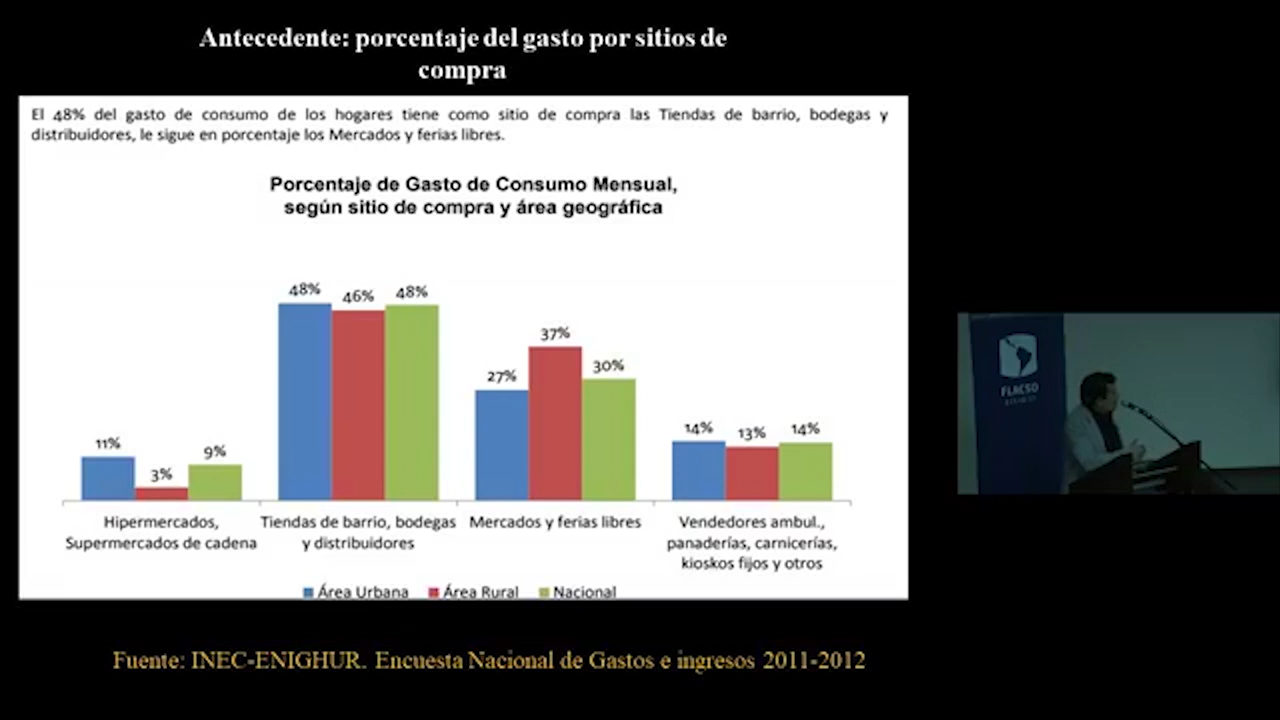 Antecedente: porcentaje del gasto por sitios de
compra
El 48% del gasto de consumo de los hogares tiene como sitio de compra las Tiendas de barrio, bodegas y
distribuidores, le sigue en porcentaje los Mercados y ferias libres.
Porcentaje de Gasto de Consumo Mensual,
según sitio de compra y área geográfica
11%
3%
9%
48%
46%
48%
27%
37%
30%
14%
13%
14%
Hipermercados,
Supermercados de cadena
Tiendas de barrio, bodegas
y distribuidores
Mercados y ferias libres
Vendedores ambul.,
panaderías, carnicerías,
kioskos fijos y otros
Área Urbana
Área Rural
Nacional
Fuente: INEC-ENIGHUR. Encuesta Nacional de Gastos e ingresos 2011-2012
FLACSO